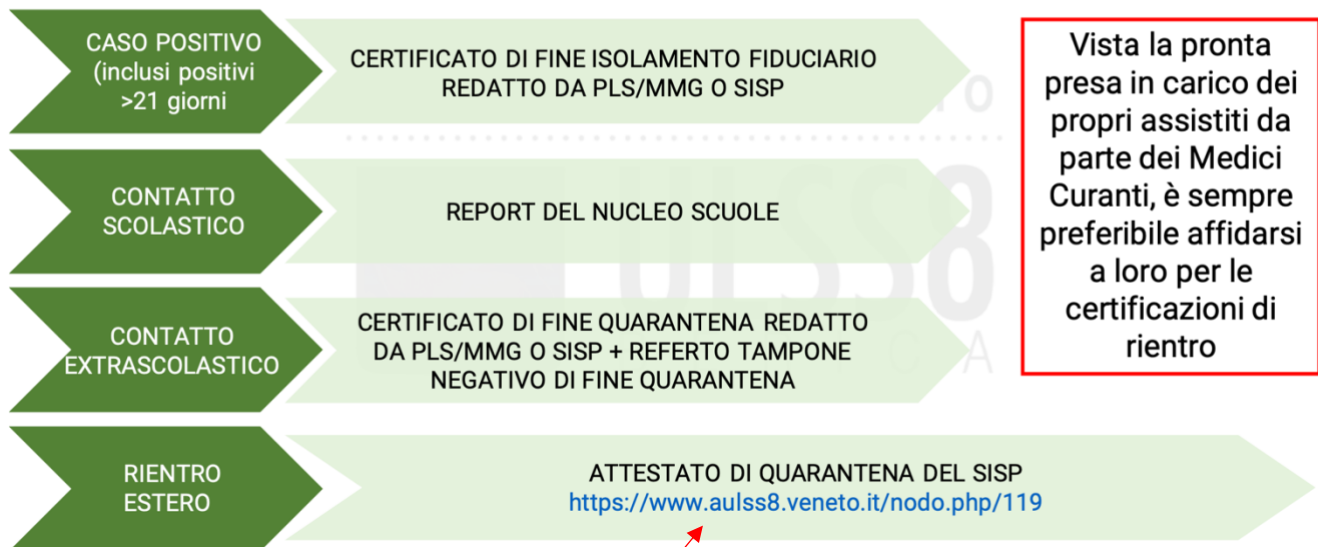 CASO POSITIVO
(inclusi positivi
>21 giorni
CERTIFICATO DI FINE ISOLAMENTO FIDUCIARIO
REDATTO DA PLS/MMG O SISP
CONTATTO
SCOLASTICO
REPORT DEL NUCLEO SCUOLE
CONTATTO
EXTRASCOLASTICO
CERTIFICATO DI FINE QUARANTENA REDATTO
DA PLS/MMG O SISP + REFERTO TAMPONE
NEGATIVO DI FINE QUARANTENA
RIENTRO
ESTERO
ATTESTATO DI QUARANTENA DEL SISP
https://www.aulss8.veneto.it/nodo.php/119
Vista la pronta
presa in carico dei
propri assistiti da
parte dei Medici
Curanti, è sempre
preferibile affidarsi
a loro per le
certificazioni di
rientro
ULSS8